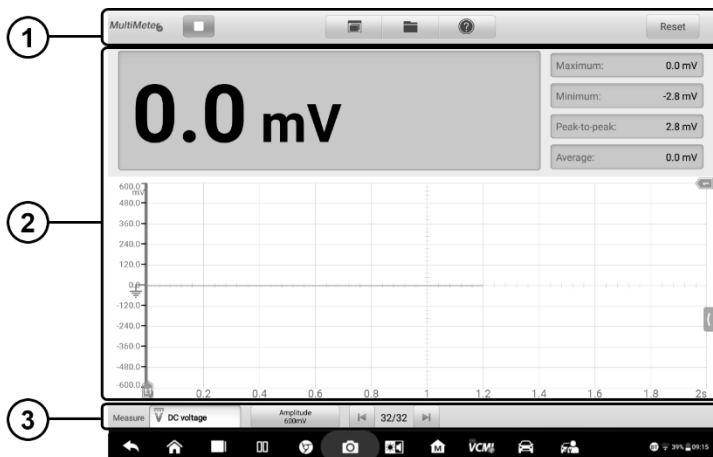 1
MultiMeter
Reset
2
0.0 mV
Maximum: 0.0 mV
Minimum: -2.8 mV
Peak-to-peak: 2.8 mV
Average: 0.0 mV
600.0
mV
480.0
360.0
240.0
120.0
0.0
-120.0
-240.0
-360.0
-480.0
-600.0
0.2 0.4 0.6 0.8 1 1.2 1.4 1.6 1.8 2s
3
Measure DC voltage Amplitude 32/32
600mV
M VCMI 39% 09:15